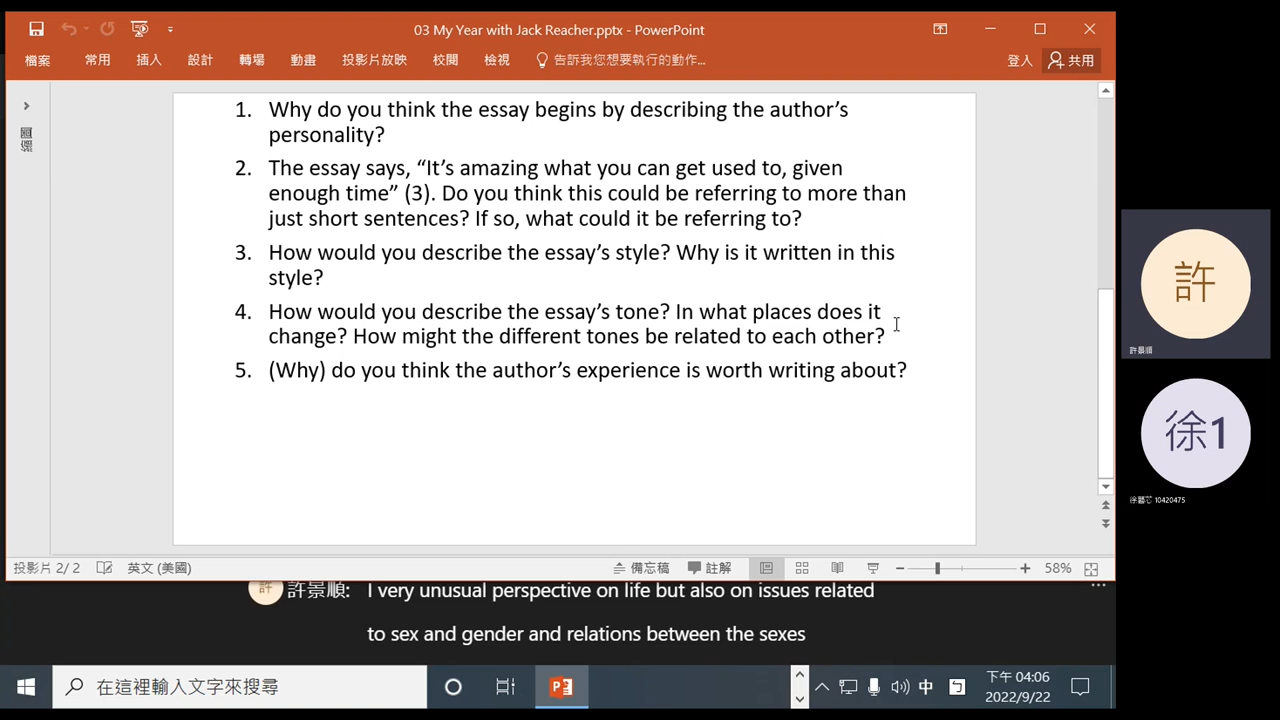 03 My Year with Jack Reacher.pptx - PowerPoint
檔案 常用 插入 設計 轉場 動畫 投影片放映 校閱 檢視 告訴我您想要執行的動作... 登入 共用
縮圖
1. Why do you think the essay begins by describing the author’s
personality?
2. The essay says, “It’s amazing what you can get used to, given
enough time” (3). Do you think this could be referring to more than
just short sentences? If so, what could it be referring to?
3. How would you describe the essay’s style? Why is it written in this
style?
4. How would you describe the essay’s tone? In what places does it
change? How might the different tones be related to each other?
5. (Why) do you think the author’s experience is worth writing about?
許
許景順
徐1
徐藝芯 10420475
投影片 2/ 2 英文 (美國) 備忘稿 註解 58%
許 許景順: I very unusual perspective on life but also on issues related
to sex and gender and relations between the sexes
在這裡輸入文字來搜尋
中
下午 04:06
2022/9/22